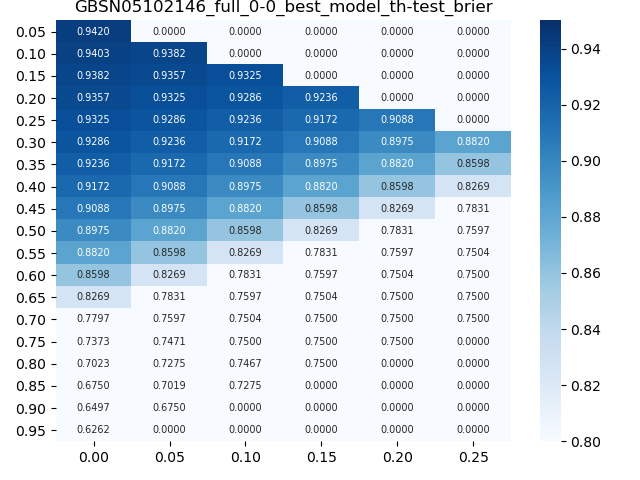 GBSN05102146_full_0-0_best_model_th-test_brier
0.05 0.9420 0.0000 0.0000 0.0000 0.0000 0.0000
0.10 0.9403 0.9382 0.0000 0.0000 0.0000 0.0000
0.15 0.9382 0.9357 0.9325 0.0000 0.0000 0.0000
0.20 0.9357 0.9325 0.9286 0.9236 0.0000 0.0000
0.25 0.9325 0.9286 0.9236 0.9172 0.9088 0.0000
0.30 0.9286 0.9236 0.9172 0.9088 0.8975 0.8820
0.35 0.9236 0.9172 0.9088 0.8975 0.8820 0.8598
0.40 0.9172 0.9088 0.8975 0.8820 0.8598 0.8269
0.45 0.9088 0.8975 0.8820 0.8598 0.8269 0.7831
0.50 0.8975 0.8820 0.8598 0.8269 0.7831 0.7597
0.55 0.8820 0.8598 0.8269 0.7831 0.7597 0.7504
0.60 0.8598 0.8269 0.7831 0.7597 0.7504 0.7500
0.65 0.8269 0.7831 0.7597 0.7504 0.7500 0.7500
0.70 0.7797 0.7597 0.7504 0.7500 0.7500 0.7500
0.75 0.7373 0.7471 0.7500 0.7500 0.7500 0.0000
0.80 0.7023 0.7275 0.7467 0.7500 0.0000 0.0000
0.85 0.6750 0.7019 0.7275 0.0000 0.0000 0.0000
0.90 0.6497 0.6750 0.0000 0.0000 0.0000 0.0000
0.95 0.6262 0.0000 0.0000 0.0000 0.0000 0.0000
0.00 0.05 0.10 0.15 0.20 0.25
0.94
0.92
0.90
0.88
0.86
0.84
0.82
0.80